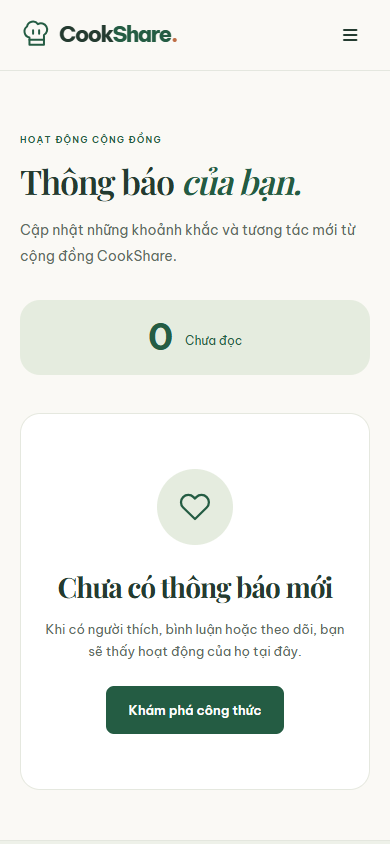 CookShare.
HOẠT ĐỘNG CỘNG ĐỒNG
Thông báo của bạn.
Cập nhật những khoảnh khắc và tương tác mới từ
cộng đồng CookShare.
0 Chưa đọc
Chưa có thông báo mới
Khi có người thích, bình luận hoặc theo dõi, bạn
sẽ thấy hoạt động của họ tại đây.
Khám phá công thức